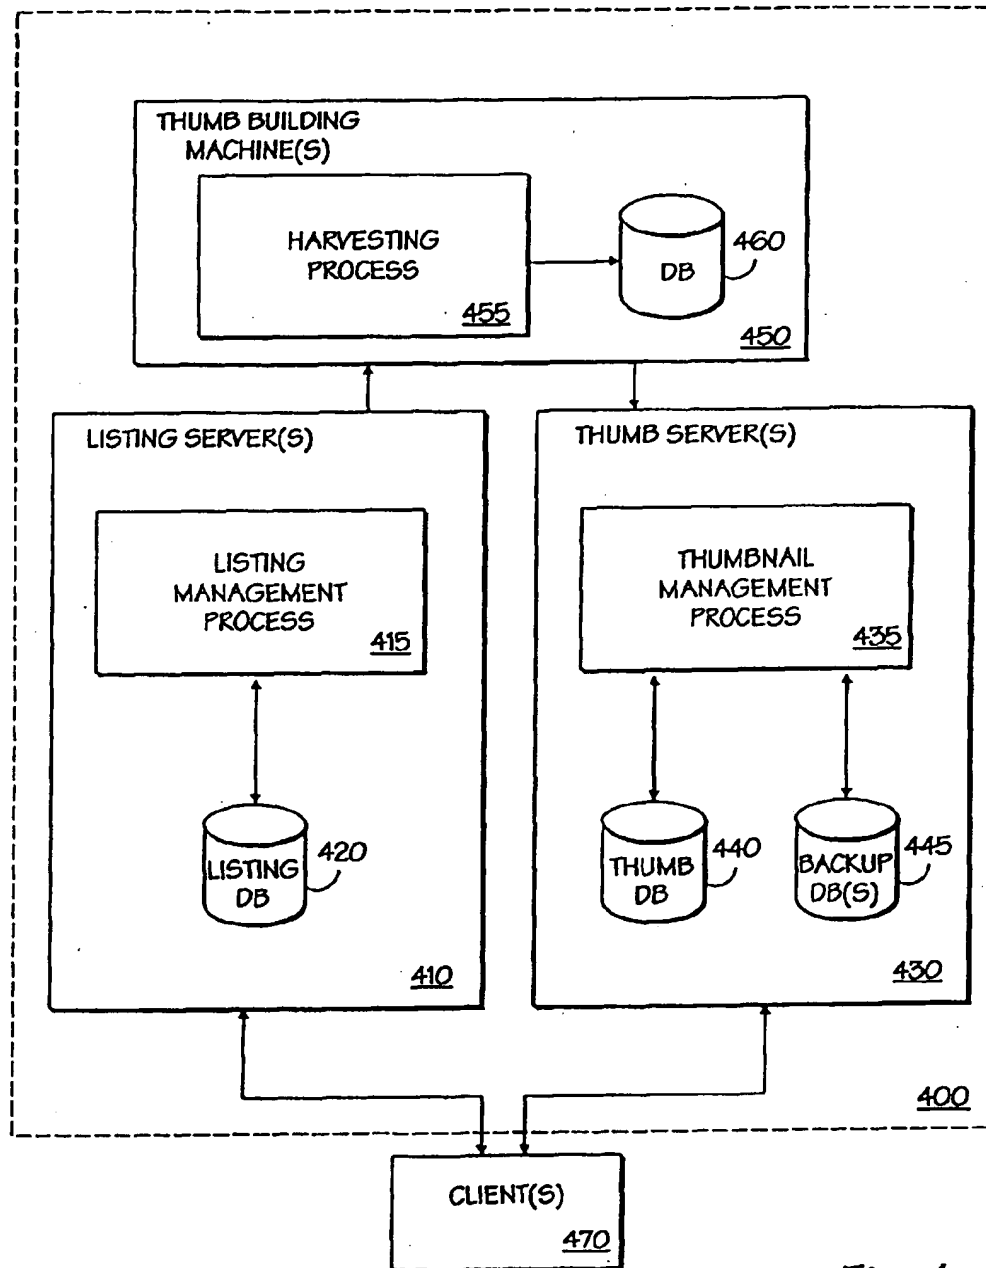 THUMB BUILDING
MACHINE(S)
HARVESTING
PROCESS
455
DB
460
450
LISTING SERVER(S)
LISTING
MANAGEMENT
PROCESS
415
LISTING
DB
420
410
THUMB SERVER(S)
THUMBNAIL
MANAGEMENT
PROCESS
435
THUMB
DB
440
BACKUP
DB(S)
445
430
400
CLIENT(S)
470